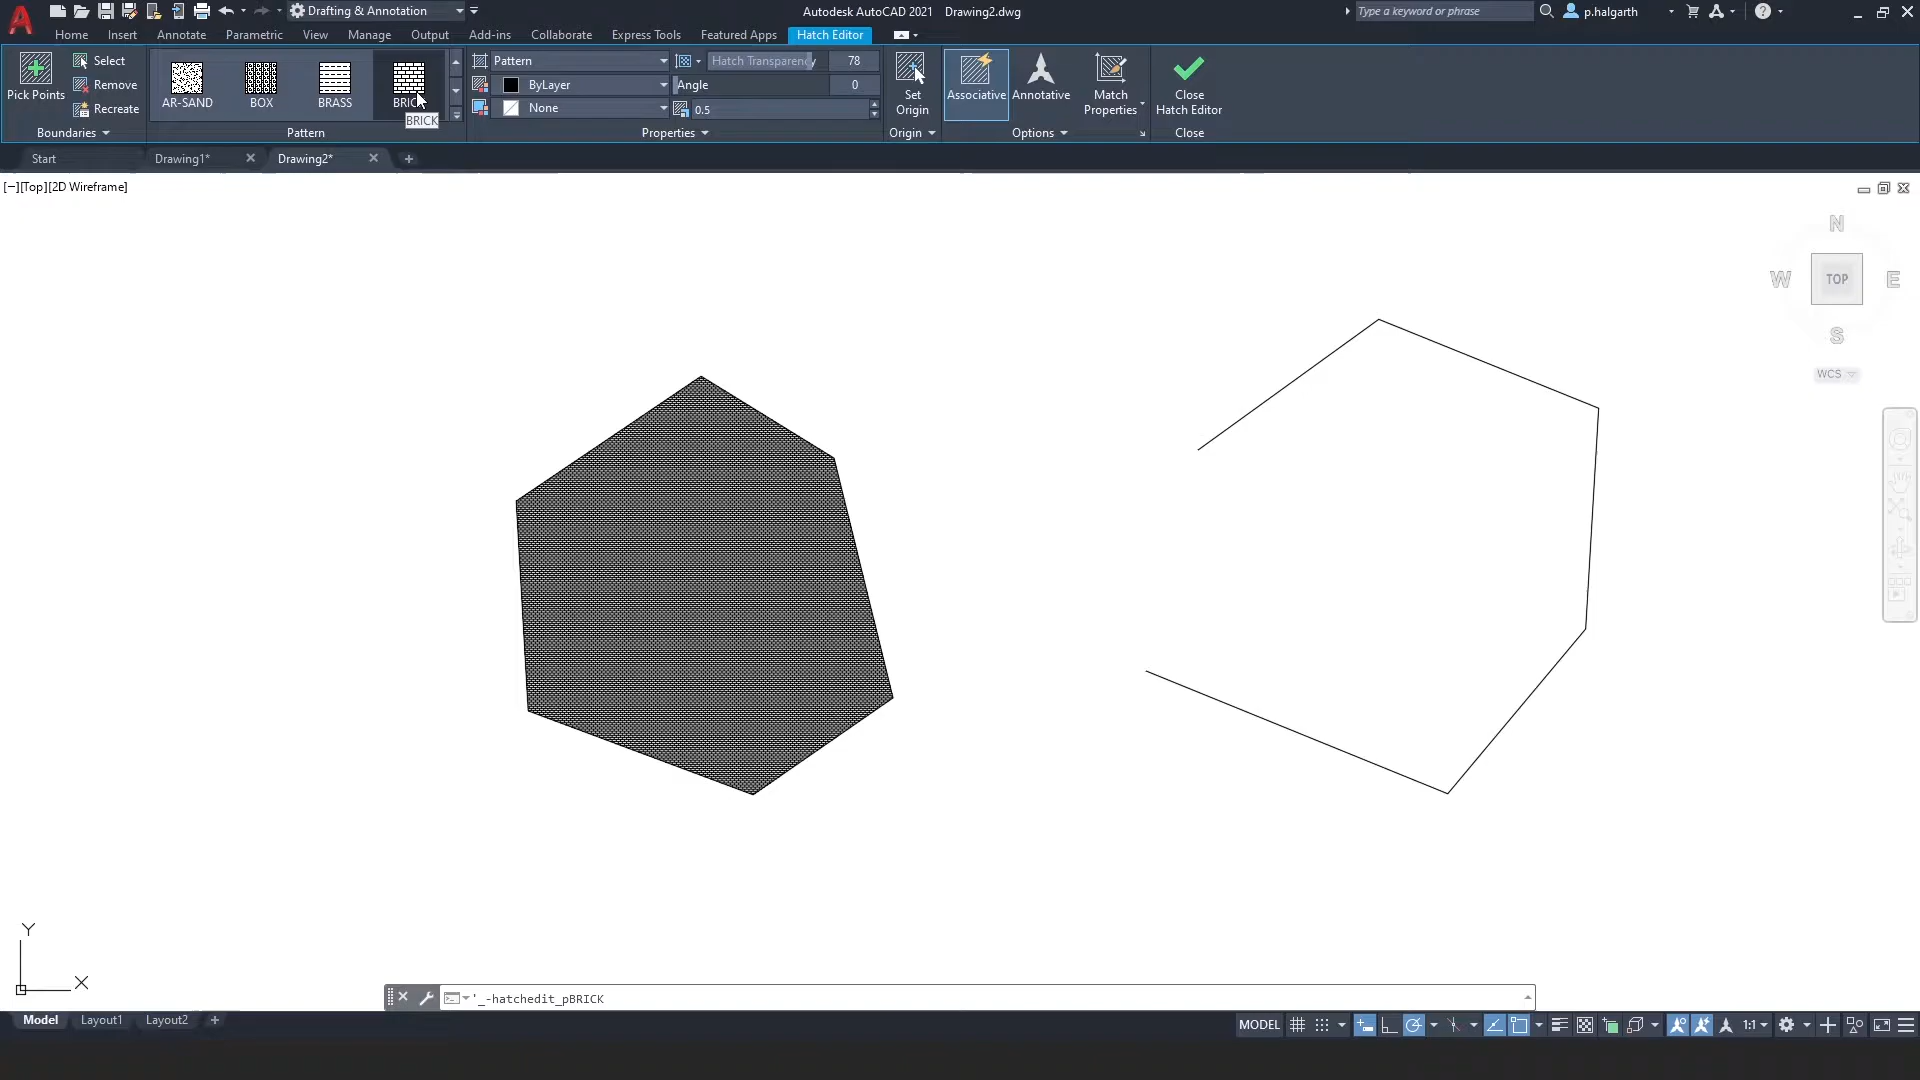 Drafting & Annotation
Autodesk AutoCAD 2021 Drawing2.dwg
Type a keyword or phrase
p.halgarth
Home Insert Annotate Parametric View Manage Output Add-ins Collaborate Express Tools Featured Apps Hatch Editor
Pick Points
Select
Remove
Recreate
Boundaries
AR-SAND
BOX
BRASS
BRICK
Pattern
Pattern
ByLayer
None
Hatch Transparency 78
Angle 0
0.5
Properties
Set
Origin
Origin
Associative
Annotative
Match
Properties
Options
Close
Hatch Editor
Close
Start Drawing1* Drawing2*
[−][Top][2D Wireframe]
N
W TOP E
S
WCS
Y
X
'_-hatchedit_pBRICK
Model Layout1 Layout2
MODEL
1:1